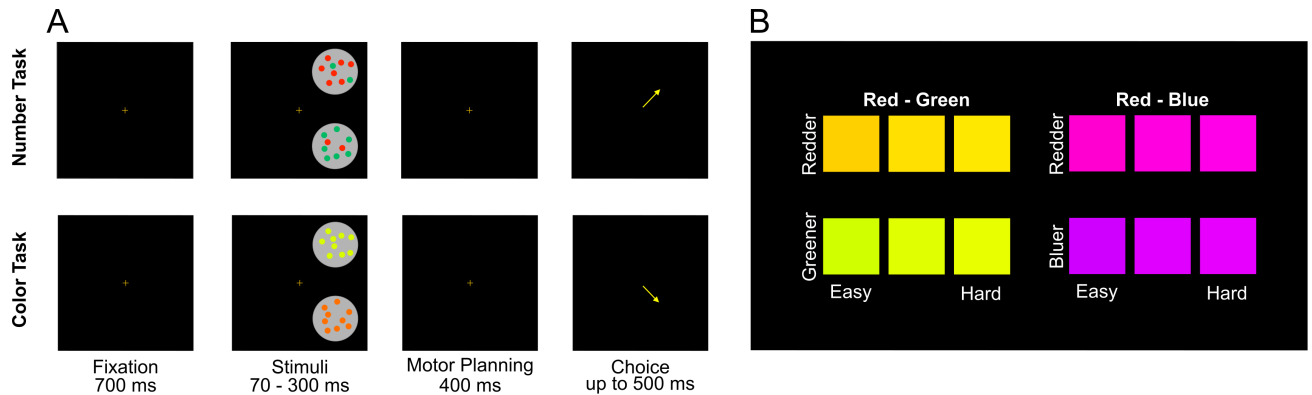 A
Number Task
Color Task
Fixation
700 ms
Stimuli
70 - 300 ms
Motor Planning
400 ms
Choice
up to 500 ms
B
Red - Green
Redder
Greener
Easy
Hard
Red - Blue
Redder
Bluer
Easy
Hard